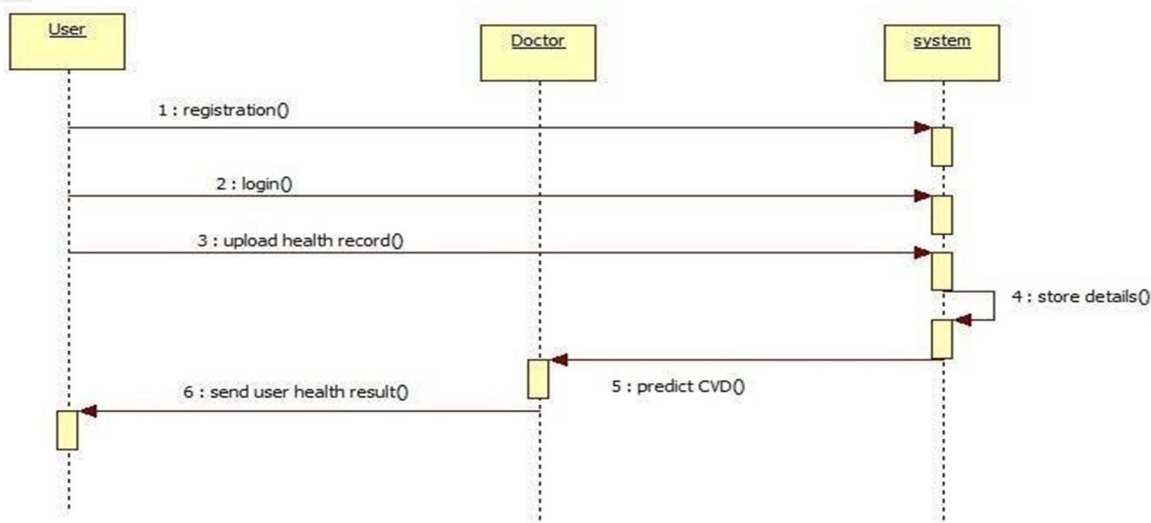 User
Doctor
system
1 : registration()
2 : login()
3 : upload health record()
4 : store details()
5 : predict CVD()
6 : send user health result()